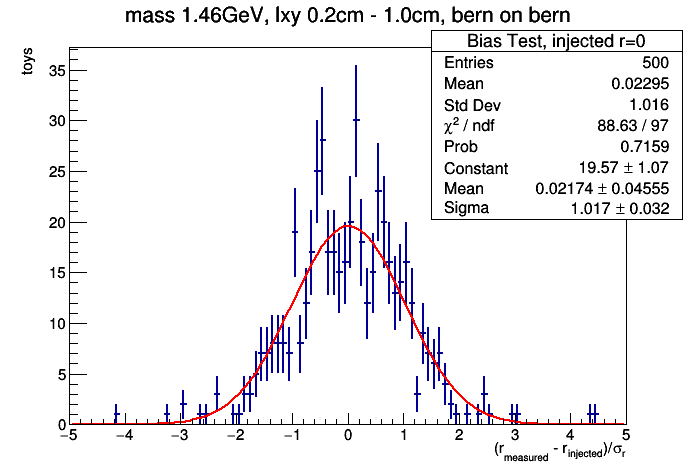 mass 1.46GeV, lxy 0.2cm - 1.0cm, bern on bern
Bias Test, injected r=0
Entries 500
Mean 0.02295
Std Dev 1.016
χ² / ndf 88.63 / 97
Prob 0.7159
Constant 19.57 ± 1.07
Mean 0.02174 ± 0.04555
Sigma 1.017 ± 0.032
toys
35
30
25
20
15
10
5
0
−5 −4 −3 −2 −1 0 1 2 3 4 5
(r_measured - r_injected)/σ_r